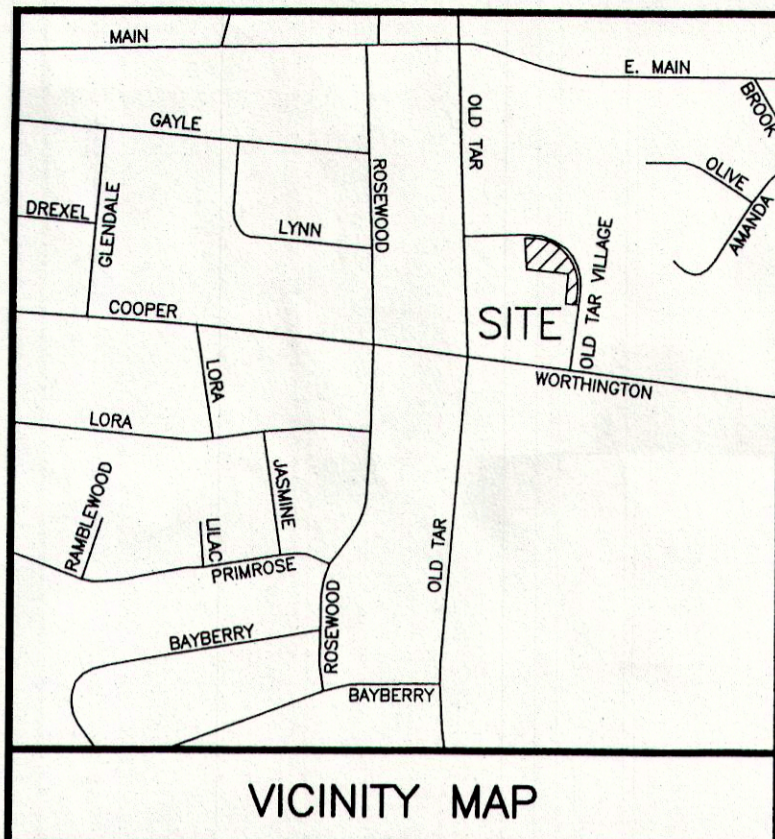 MAIN
E. MAIN
BROOK
OLD TAR
GAYLE
ROSEWOOD
OLIVE
AMANDA
DREXEL
GLENDALE
LYNN
OLD TAR VILLAGE
COOPER
SITE
WORTHINGTON
LORA
LORA
JASMINE
RAMBLEWOOD
LILAC
PRIMROSE
OLD TAR
ROSEWOOD
BAYBERRY
BAYBERRY
VICINITY MAP